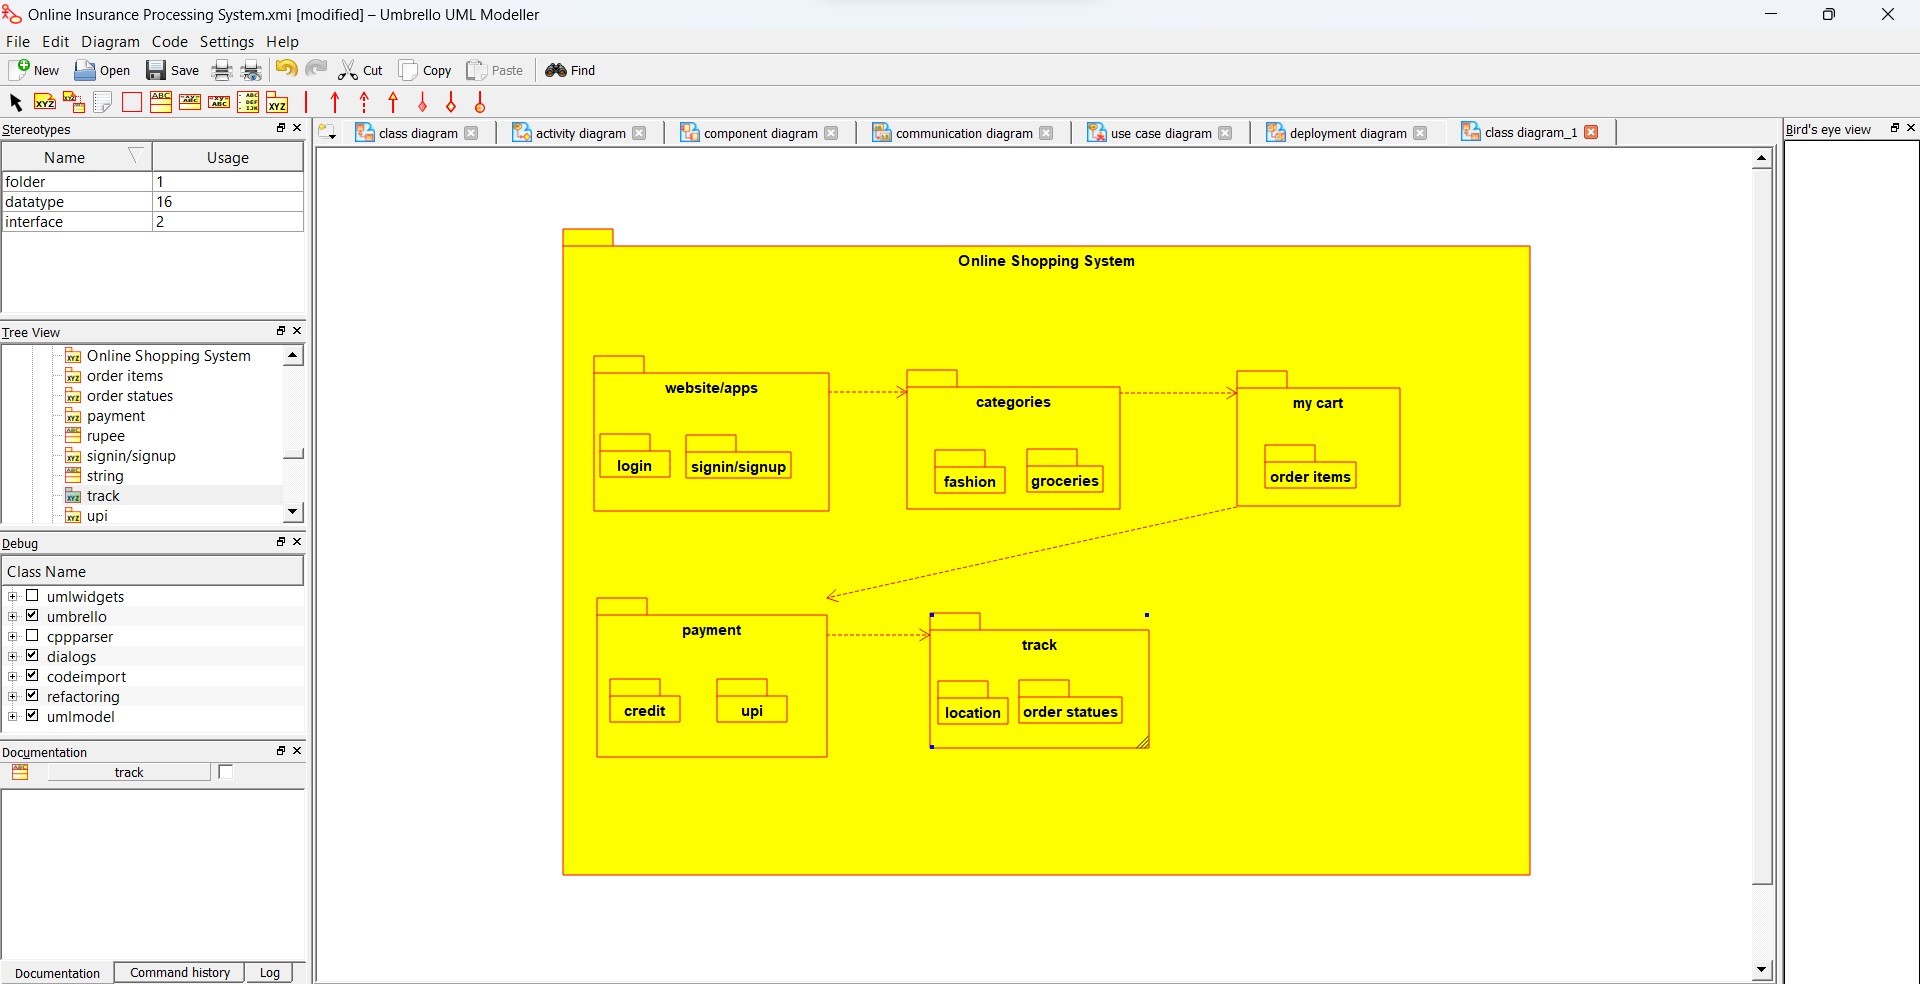 Online Insurance Processing System.xmi [modified] – Umbrello UML Modeller
File Edit Diagram Code Settings Help
New Open Save Cut Copy Paste Find
Stereotypes
Name Usage
folder 1
datatype 16
interface 2
Tree View
Online Shopping System
order items
order statues
payment
rupee
signin/signup
string
track
upi
Debug
Class Name
umlwidgets
umbrello
cppparser
dialogs
codeimport
refactoring
umlmodel
Documentation
track
Documentation Command history Log
class diagram activity diagram component diagram communication diagram use case diagram deployment diagram class diagram_1
Online Shopping System
website/apps
login
signin/signup
categories
fashion
groceries
my cart
order items
payment
credit
upi
track
location
order statues
Bird's eye view